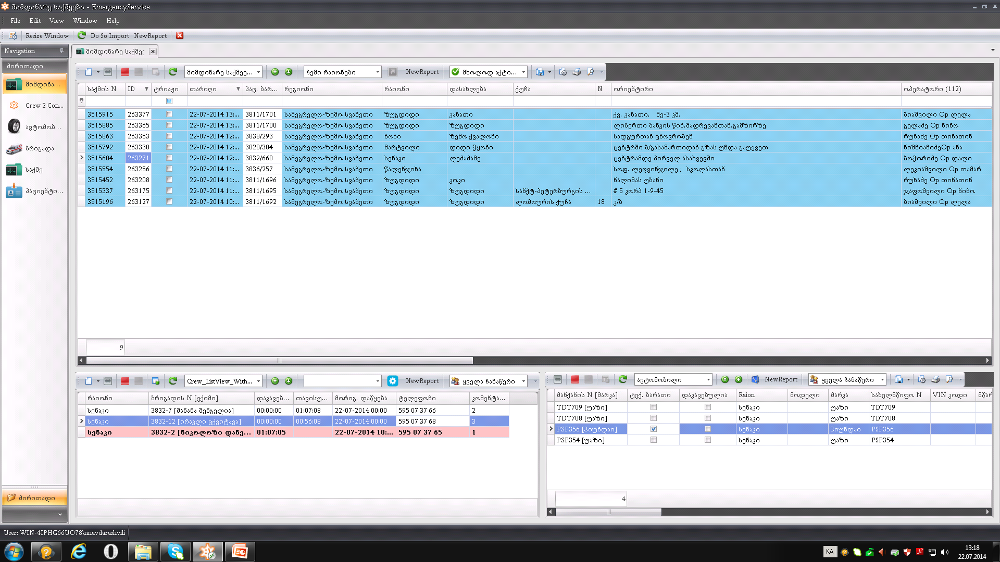 მიმდინარე საქმეები - EmergencyService
File Edit View Window Help
Resize Window Do So Import NewReport
Navigation
მიმდინარე საქმე
ძირითადი
მიმდინა...
Crew 2 Con...
ავტომობ...
ბრიგადა
საქმე
პაციენტი...
ძირითადი
მიმდინარე საქმეე... ჩემი რაიონები NewReport მხოლოდ აქტი...
საქმის N ID ტრიაჟი თარიღი პაც. ბარ... რეგიონი რაიონი დასახლება ქუჩა N ორიენტირი ოპერატორი (112)
3515915 263377 22-07-2014 13:... 3811/1701 სამეგრელო-ზემო სვანეთი ზუგდიდი კახათი ქვ. კახათი, მე-3 კმ. ბიაშვილი Op ლელა
3515885 263365 22-07-2014 13:... 3811/1700 სამეგრელო-ზემო სვანეთი ზუგდიდი ზუგდიდი ლიბერთი ბანკის წინ,შადრევანთან,გამზირზე გელაძე Op ნინო
3515863 263353 22-07-2014 12:... 3838/293 სამეგრელო-ზემო სვანეთი ხობი ზემო ქვალონი სადგურთან ცხოვრობენ რუხაძე Op თინათინ
3515792 263330 22-07-2014 12:... 3828/384 სამეგრელო-ზემო სვანეთი მარტვილი დიდი ჭყონი ცენტრში ბ/გასამართიდან გზას უნდა გაუყვეთ ნიშნიანიძეOp ანა
3515604 263271 22-07-2014 12:... 3832/660 სამეგრელო-ზემო სვანეთი სენაკი ლეძაძამე ცენტრამდე პირველ ასახვევში ბოჭორიძე Op დალი
3515554 263256 22-07-2014 11:... 3836/257 სამეგრელო-ზემო სვანეთი წალენჯიხა სოფ. ლეღვინჯილე ; სკოლასთან ლეკიაშვილი Op თამარ
3515452 263208 22-07-2014 11:... 3811/1696 სამეგრელო-ზემო სვანეთი ზუგდიდი კოკი ნალიმას უბანი რუხაძე Op თინათინ
3515337 263175 22-07-2014 11:... 3811/1695 სამეგრელო-ზემო სვანეთი ზუგდიდი ზუგდიდი სანქტ-პეტერბურგის ... # 5 კორპ 1-9-45 ჯაფოშვილი Op ნინო
3515196 263127 22-07-2014 10:... 3811/1692 სამეგრელო-ზემო სვანეთი ზუგდიდი ზუგდიდი ლომოურის ქუჩა 18 კ/ბ ბიაშვილი Op ლელა
9
Crew_ListView_With... NewReport ყველა ჩანაწერი
რაიონი ბრიგადის N [ექიმი] დაკავებ... თავისუ... მორიგ. დაწყება ტელეფონი კომენტა...
სენაკი 3832-7 [მანანა შენგელია] 00:00:00 01:07:08 22-07-2014 00:00 595 07 37 66 2
სენაკი 3832-12 [ირაკლი ცქვიტავა] 00:00:00 00:56:08 22-07-2014 00:00 595 07 37 68 3
სენაკი 3832-2 [ნიკოლოზი დანე... 01:07:05 22-07-2014 10:... 595 07 37 65 1
ავტომობილი NewReport ყველა ჩანაწერი
მანქანის N [მარკა] ტექ. ბარათი დაკავებულია Raion მოდელი მარკა სახელმწიფო N VIN კოდი მწარ
TDT709 [უაზი] სენაკი უაზი TDT709
TDT708 [უაზი] სენაკი უაზი TDT708
PSP356 [ჰიუნდაი] სენაკი ჰიუნდაი PSP356
PSP354 [უაზი] სენაკი უაზი PSP354
4
User: WIN-4IPHG66UO78\nnavdarashvili
KA
13:18
22.07.2014